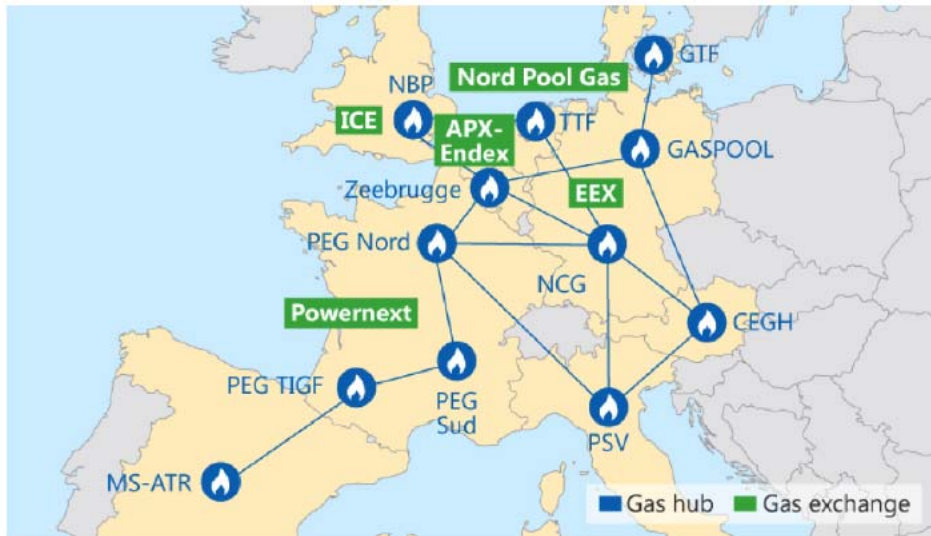 GTF
Nord Pool Gas
NBP
ICE
APX-
Endex
TTF
GASPOOL
Zeebrugge
EEX
PEG Nord
NCG
Powernext
CEGH
PEG TIGF
PEG
Sud
PSV
MS-ATR
Gas hub
Gas exchange